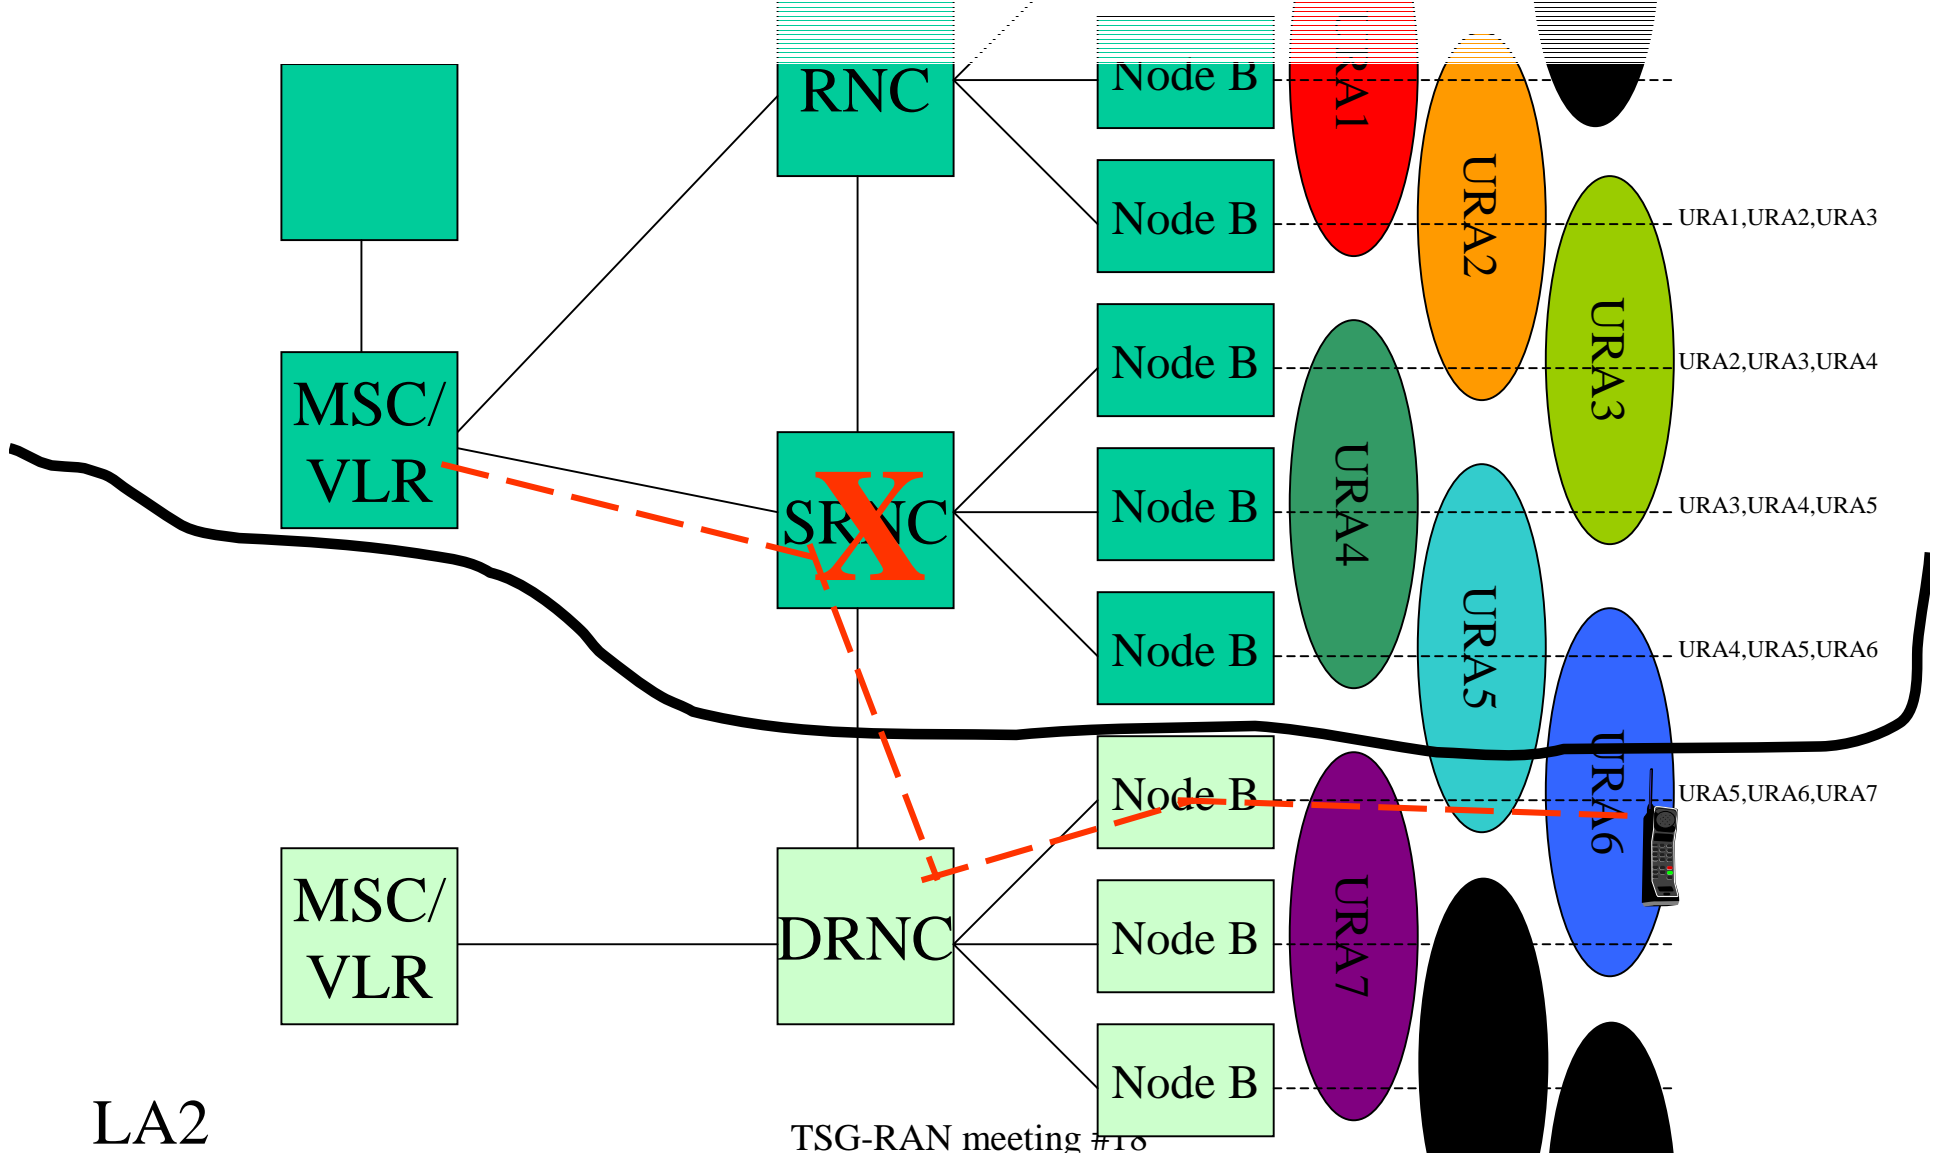 RNC
Node B
RA1
URA2
Node B
URA1,URA2,URA3
URA3
Node B
URA2,URA3,URA4
MSC/
VLR
SRNC
X
Node B
URA4
URA3,URA4,URA5
Node B
URA5
URA4,URA5,URA6
Node B
URA6
URA5,URA6,URA7
MSC/
VLR
DRNC
Node B
URA7
Node B
LA2
TSG-RAN meeting #18